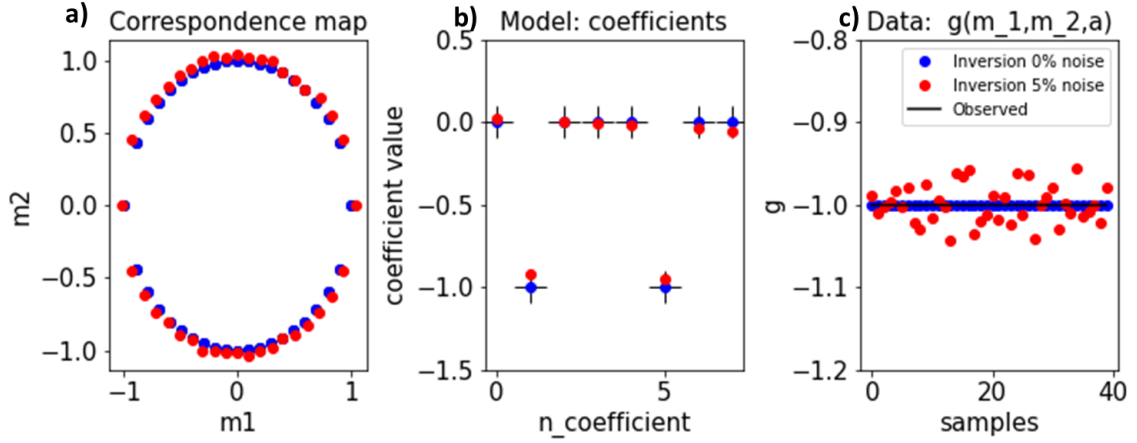 a)
Correspondence map
1.0
0.5
0.0
−0.5
−1.0
m2
−1
0
1
m1
b)
Model: coefficients
0.5
0.0
−0.5
−1.0
−1.5
coefficient value
0
5
n_coefficient
c)
Data: g(m_1,m_2,a)
−0.8
−0.9
−1.0
−1.1
−1.2
g
Inversion 0% noise
Inversion 5% noise
Observed
0
20
40
samples